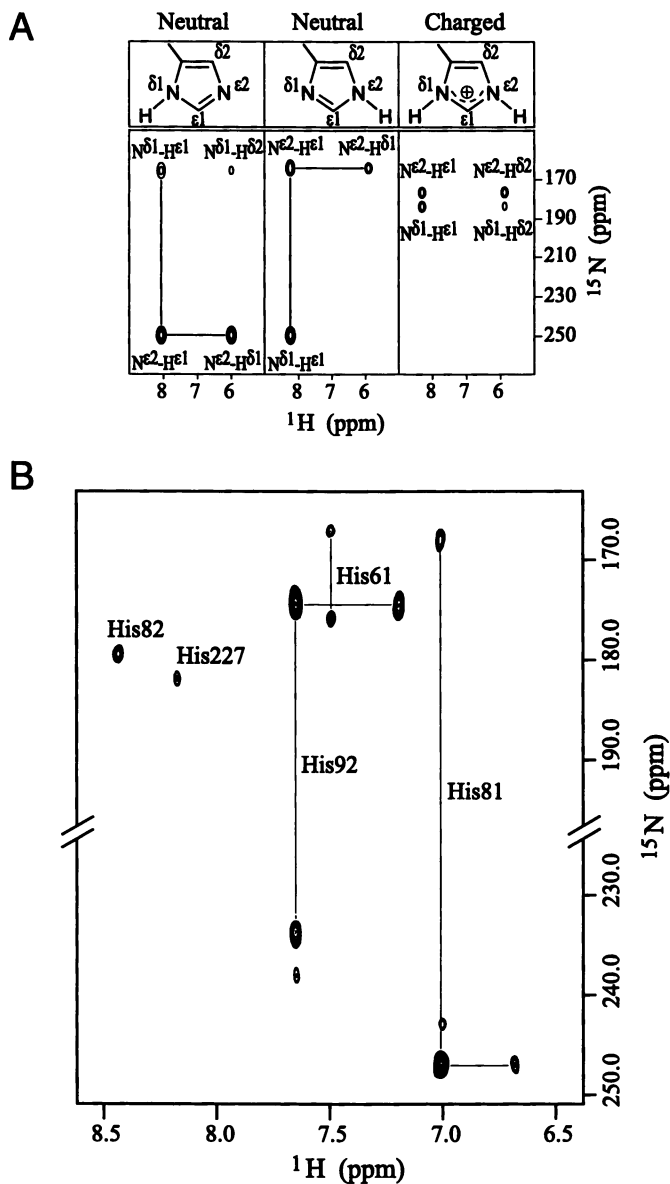 A
Neutral Neutral Charged
δ1 N H ε1 N ε2 δ2
δ1 N ε1 N ε2 H δ2
δ1 N H ⊕ ε1 N ε2 H δ2
Nδ1-Hε1 Nδ1-Hδ2 Nε2-Hε1 Nε2-Hδ1 Nε2-Hε1 Nε2-Hδ2
Nδ1-Hε1 Nδ1-Hδ2
Nε2-Hε1 Nε2-Hδ1 Nδ1-Hε1
170
190
210
230
250
15N (ppm)
8 7 6 8 7 6 8 7 6
1H (ppm)
B
His82
His227
His61
His92
His81
170.0
180.0
190.0
230.0
240.0
250.0
15N (ppm)
8.5 8.0 7.5 7.0 6.5
1H (ppm)